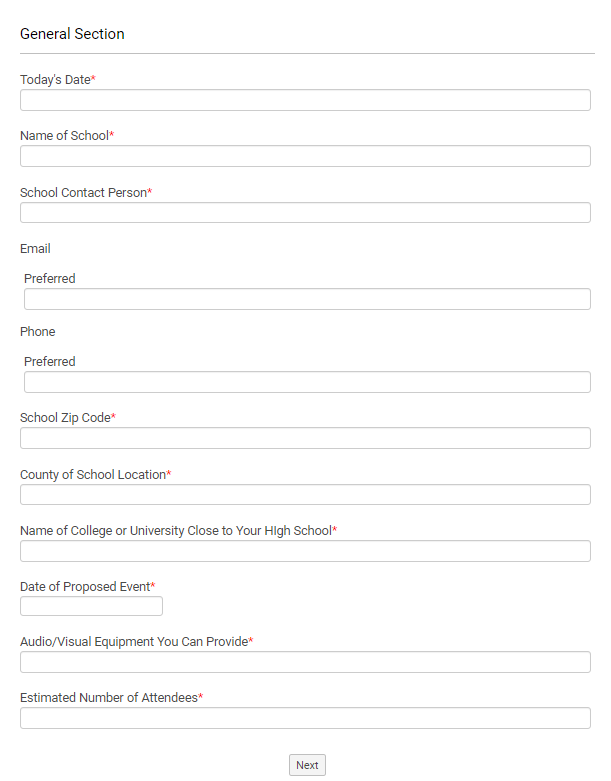 General Section
Today's Date*
Name of School*
School Contact Person*
Email
Preferred
Phone
Preferred
School Zip Code*
County of School Location*
Name of College or University Close to Your HIgh School*
Date of Proposed Event*
Audio/Visual Equipment You Can Provide*
Estimated Number of Attendees*
Next